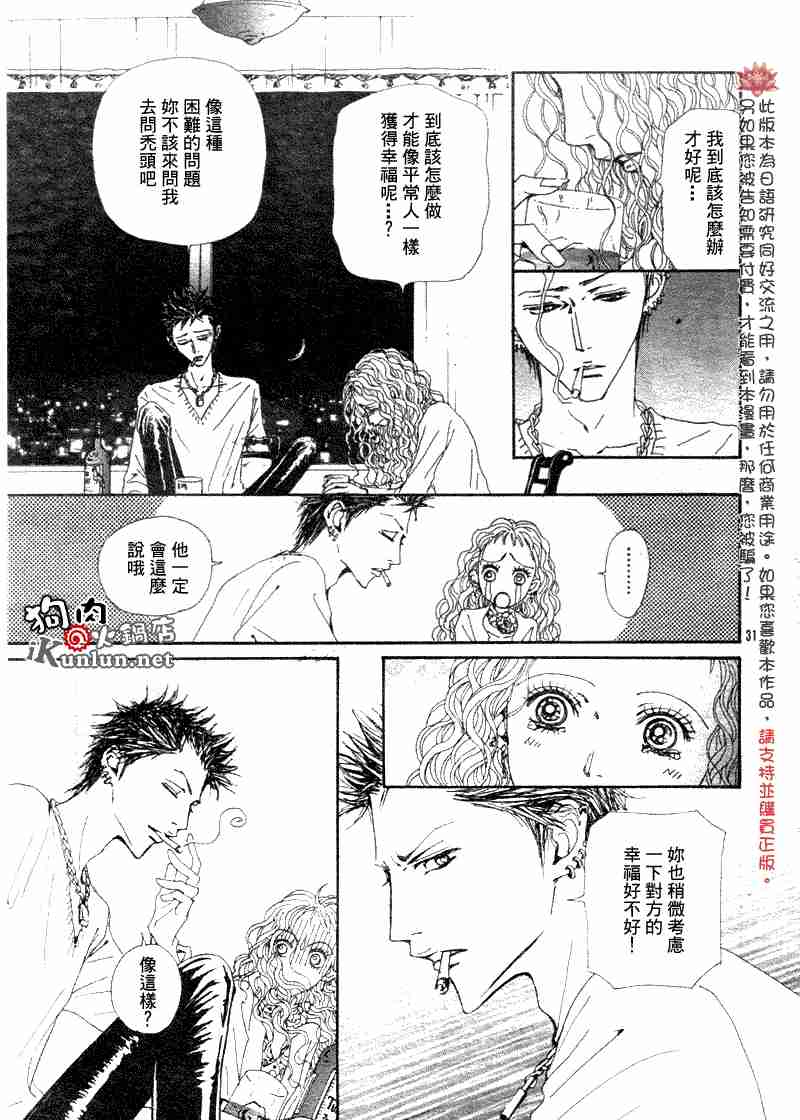 我到底該怎麼辦
才好呢…
到底該怎麼做
才能像平常人一樣
獲得幸福呢…?
像這種
困難的問題
妳不該來問我
去問禿頭吧
………
他一定
會這麼
說哦
妳也稍微考慮
一下對方的
幸福好不好!
像這樣?
31
狗肉
火鍋店
iKunlun.net
此版本為日語研究同好交流之用，請勿用於任何商業用途。如果您喜歡本作品，請支持並購買正版。
只如果您被告知需要付費，才能看到本漫畫，那麼，您被騙了！